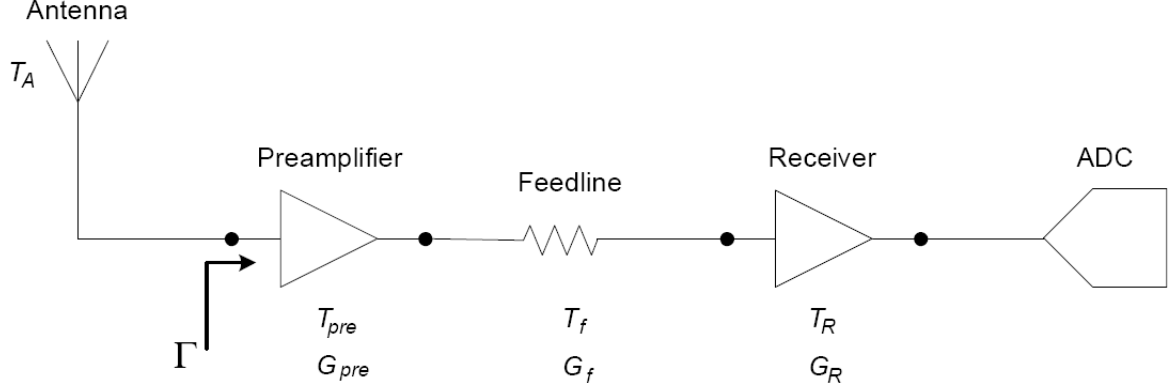 Antenna
T_A
Preamplifier
Feedline
Receiver
ADC
Γ
T_pre
G_pre
T_f
G_f
T_R
G_R